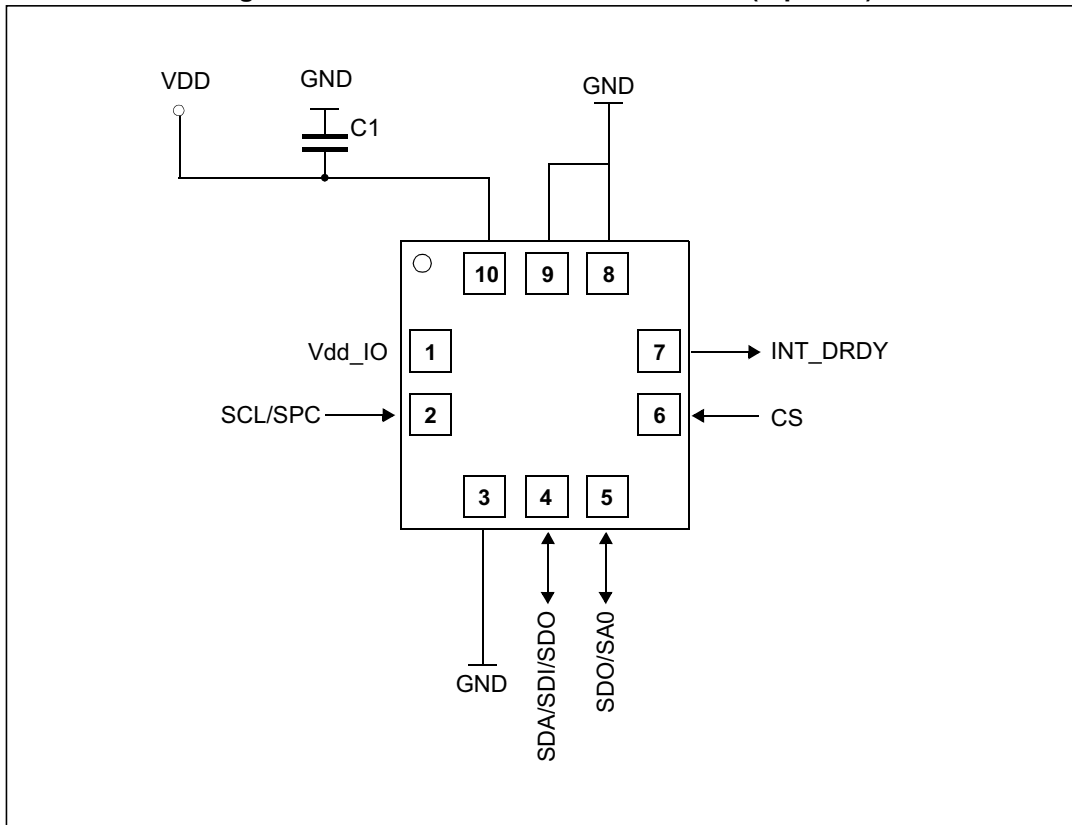 VDD
GND
C1
GND
10
9
8
Vdd_IO
1
7
INT_DRDY
SCL/SPC
2
6
CS
3
4
5
GND
SDA/SDI/SDO
SDO/SA0